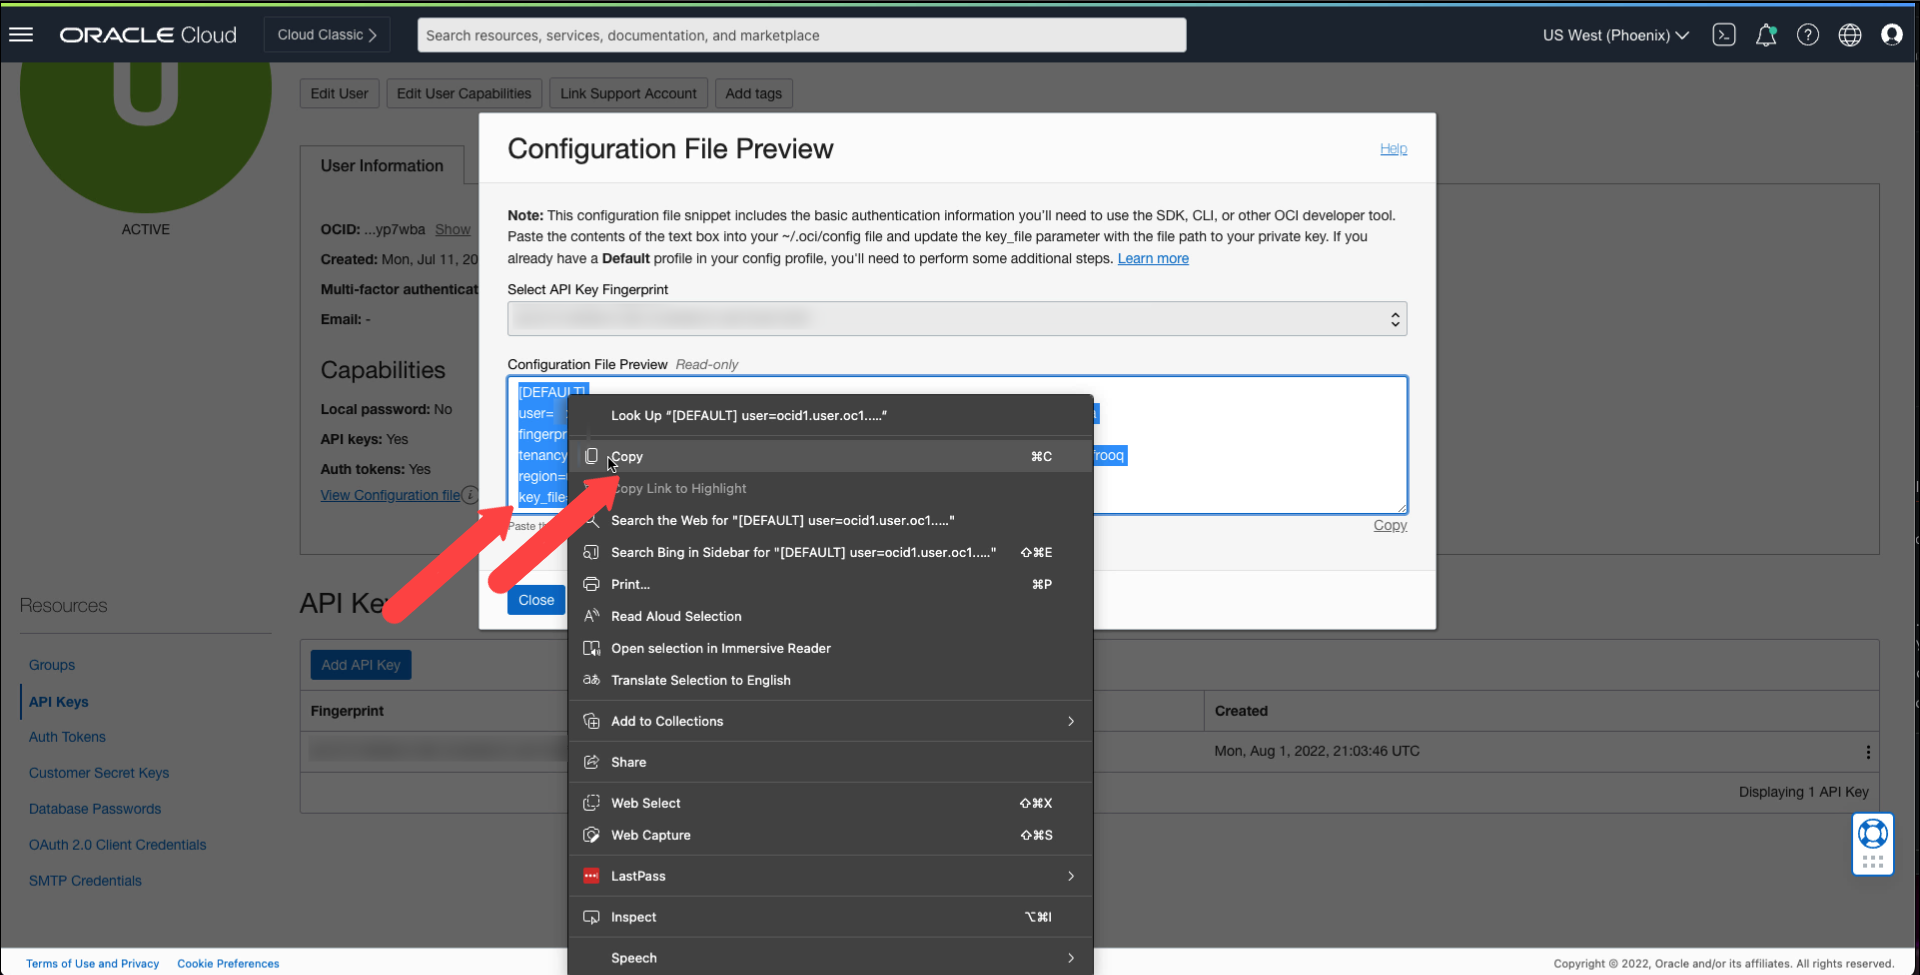 ORACLE Cloud
Cloud Classic
Search resources, services, documentation, and marketplace
US West (Phoenix)
U
ACTIVE
Edit User
Edit User Capabilities
Link Support Account
Add tags
User Information
OCID: ...yp7wba Show
Created: Mon, Jul 11, 20
Multi-factor authenticat
Email: -
Capabilities
Local password: No
API keys: Yes
Auth tokens: Yes
View Configuration file
Configuration File Preview
Help
Note: This configuration file snippet includes the basic authentication information you'll need to use the SDK, CLI, or other OCI developer tool.
Paste the contents of the text box into your ~/.oci/config file and update the key_file parameter with the file path to your private key. If you
already have a Default profile in your config profile, you'll need to perform some additional steps. Learn more
Select API Key Fingerprint
Configuration File Preview Read-only
[DEFAULT]
user=
fingerpr
tenancy frooq
region=
key_file
Paste th
Copy
Close
Look Up “[DEFAULT] user=ocid1.user.oc1.....”
Copy ⌘C
Copy Link to Highlight
Search the Web for "[DEFAULT] user=ocid1.user.oc1....."
Search Bing in Sidebar for "[DEFAULT] user=ocid1.user.oc1....." ⇧⌘E
Print... ⌘P
Read Aloud Selection
Open selection in Immersive Reader
Translate Selection to English
Add to Collections
Share
Web Select ⇧⌘X
Web Capture ⇧⌘S
LastPass
Inspect ⌥⌘I
Speech
Resources
Groups
API Keys
Auth Tokens
Customer Secret Keys
Database Passwords
OAuth 2.0 Client Credentials
SMTP Credentials
API Ke
Add API Key
Fingerprint
Created
Mon, Aug 1, 2022, 21:03:46 UTC
Displaying 1 API Key
Terms of Use and Privacy
Cookie Preferences
Copyright © 2022, Oracle and/or its affiliates. All rights reserved.